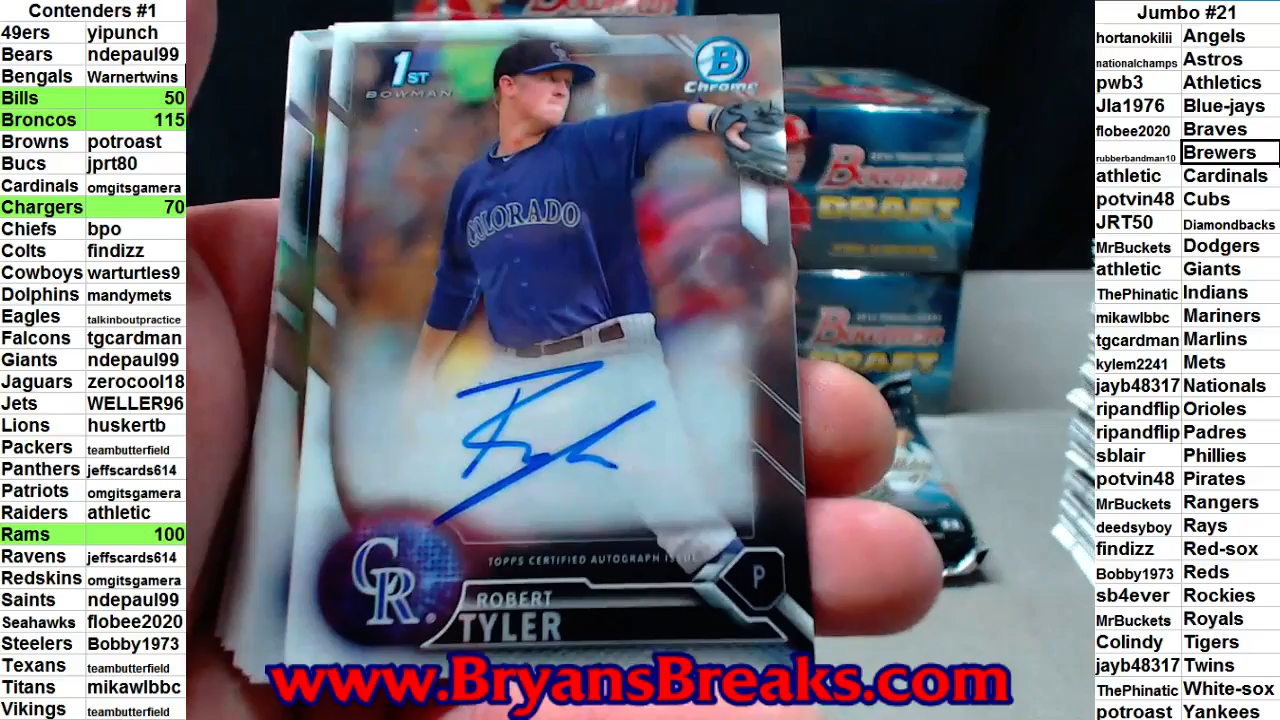 Contenders #1
49ers yipunch
Bears ndepaul99
Bengals Warnertwins
Bills 50
Broncos 115
Browns potroast
Bucs jprt80
Cardinals omgitsgamera
Chargers 70
Chiefs bpo
Colts findizz
Cowboys warturtles9
Dolphins mandymets
Eagles talkinboutpractice
Falcons tgcardman
Giants ndepaul99
Jaguars zerocool18
Jets WELLER96
Lions huskertb
Packers teambutterfield
Panthers jeffscards614
Patriots omgitsgamera
Raiders athletic
Rams 100
Ravens jeffscards614
Redskins omgitsgamera
Saints ndepaul99
Seahawks flobee2020
Steelers Bobby1973
Texans teambutterfield
Titans mikawlbbc
Vikings teambutterfield
1ST
BOWMAN
B
Chrome
COLORADO
TOPPS CERTIFIED AUTOGRAPH ISSUE
CR
P
ROBERT
TYLER
Bowman
DRAFT
Bowman
DRAFT
www.BryansBreaks.com
Jumbo #21
hortanokilii Angels
nationalchamps Astros
pwb3 Athletics
Jla1976 Blue-jays
flobee2020 Braves
rubberbandman10 Brewers
athletic Cardinals
potvin48 Cubs
JRT50 Diamondbacks
MrBuckets Dodgers
athletic Giants
ThePhinatic Indians
mikawlbbc Mariners
tgcardman Marlins
kylem2241 Mets
jayb48317 Nationals
ripandflip Orioles
ripandflip Padres
sblair Phillies
potvin48 Pirates
MrBuckets Rangers
deedsyboy Rays
findizz Red-sox
Bobby1973 Reds
sb4ever Rockies
MrBuckets Royals
Colindy Tigers
jayb48317 Twins
ThePhinatic White-sox
potroast Yankees